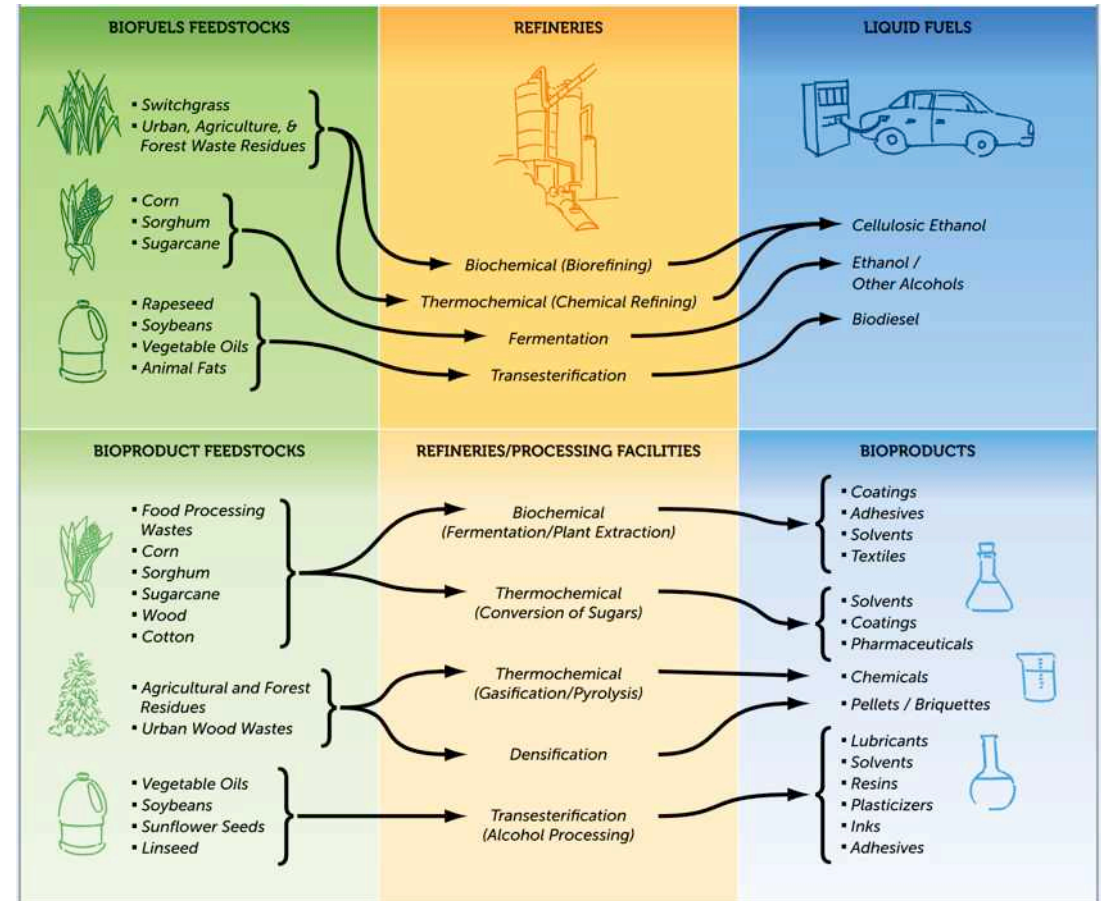 BIOFUELS FEEDSTOCKS
▪ Switchgrass
▪ Urban, Agriculture, &
Forest Waste Residues
▪ Corn
▪ Sorghum
▪ Sugarcane
▪ Rapeseed
▪ Soybeans
▪ Vegetable Oils
▪ Animal Fats
REFINERIES
Biochemical (Biorefining)
Thermochemical (Chemical Refining)
Fermentation
Transesterification
LIQUID FUELS
Cellulosic Ethanol
Ethanol /
Other Alcohols
Biodiesel
BIOPRODUCT FEEDSTOCKS
▪ Food Processing
Wastes
▪ Corn
▪ Sorghum
▪ Sugarcane
▪ Wood
▪ Cotton
▪ Agricultural and Forest
Residues
▪ Urban Wood Wastes
▪ Vegetable Oils
▪ Soybeans
▪ Sunflower Seeds
▪ Linseed
REFINERIES/PROCESSING FACILITIES
Biochemical
(Fermentation/Plant Extraction)
Thermochemical
(Conversion of Sugars)
Thermochemical
(Gasification/Pyrolysis)
Densification
Transesterification
(Alcohol Processing)
BIOPRODUCTS
▪ Coatings
▪ Adhesives
▪ Solvents
▪ Textiles
▪ Solvents
▪ Coatings
▪ Pharmaceuticals
▪ Chemicals
▪ Pellets / Briquettes
▪ Lubricants
▪ Solvents
▪ Resins
▪ Plasticizers
▪ Inks
▪ Adhesives